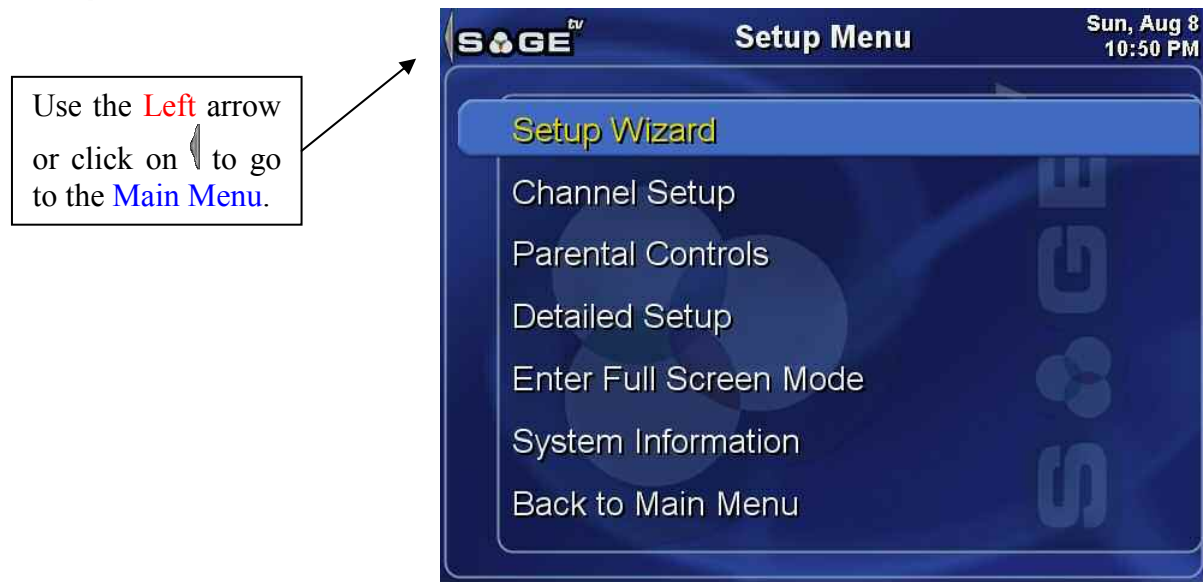 Use the Left arrow
or click on to go
to the Main Menu.
SAGE tv
Setup Menu
Sun, Aug 8
10:50 PM
Setup Wizard
Channel Setup
Parental Controls
Detailed Setup
Enter Full Screen Mode
System Information
Back to Main Menu
SAGE